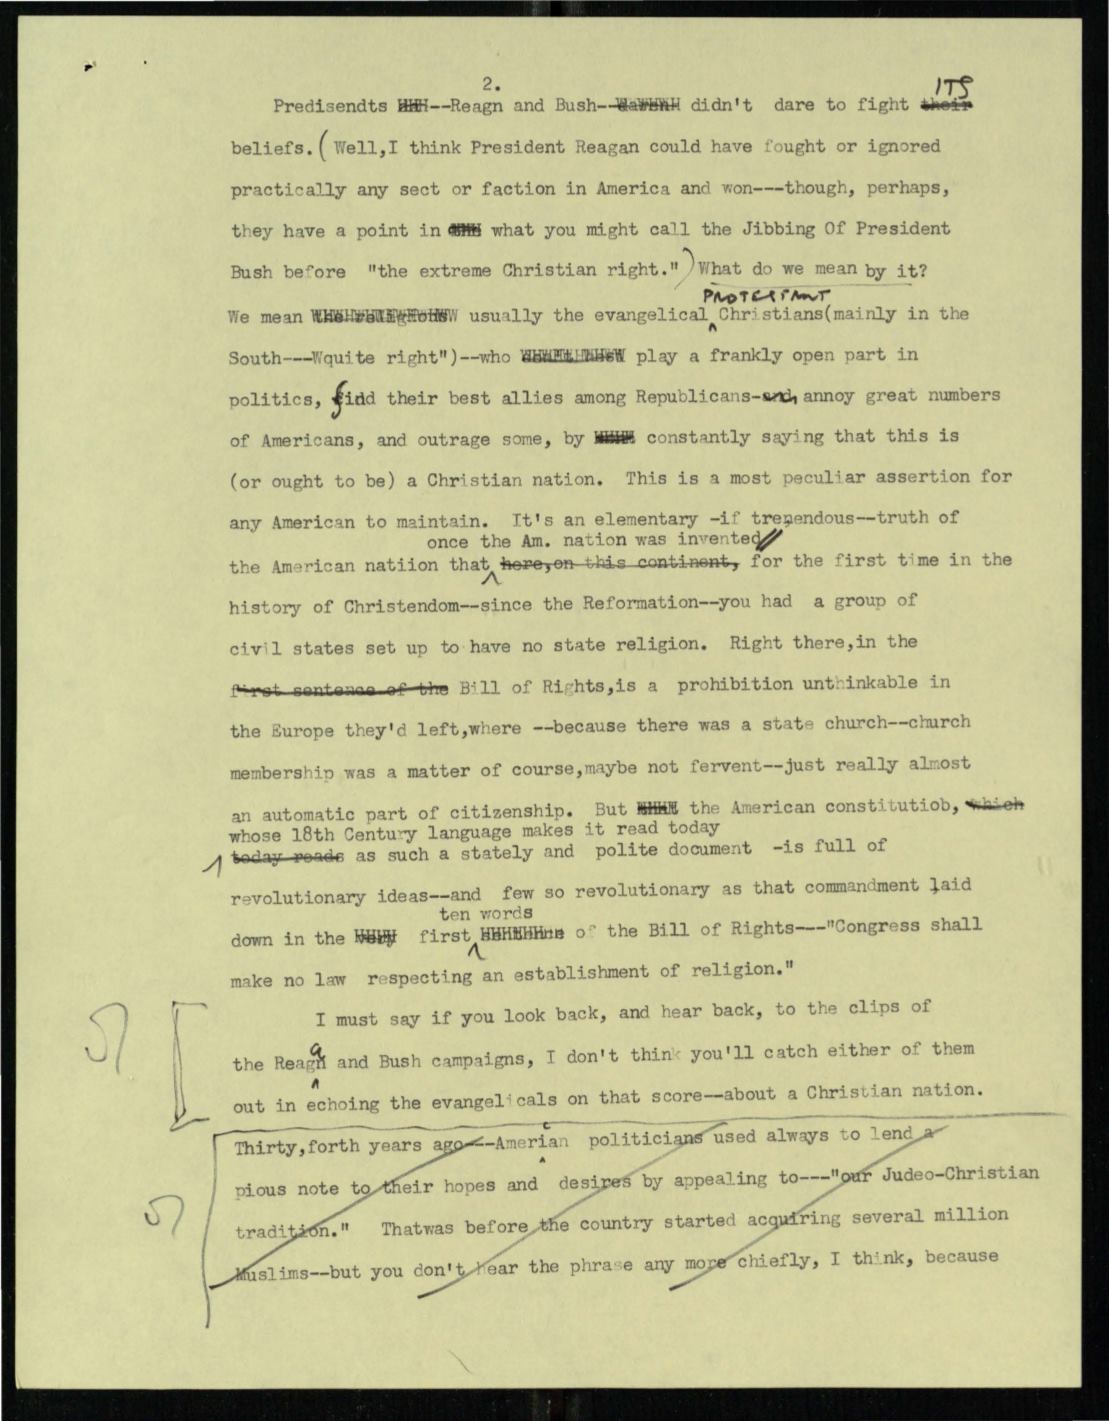 2.
ITS
Predisendts --Reagn and Bush-- didn't dare to fight their
beliefs.( Well,I think President Reagan could have fought or ignored
practically any sect or faction in America and won---though, perhaps,
they have a point in what you might call the Jibbing Of President
Bush before "the extreme Christian right.") What do we mean by it?
PROTESTANT
We mean usually the evangelical Christians(mainly in the
South---Wquite right")--who play a frankly open part in
politics, find their best allies among Republicans-and, annoy great numbers
of Americans, and outrage some, by constantly saying that this is
(or ought to be) a Christian nation. This is a most peculiar assertion for
any American to maintain. It's an elementary -if tremendous--truth of
once the Am. nation was invented
the American natiion that here,on this continent, for the first time in the
history of Christendom--since the Reformation--you had a group of
civil states set up to have no state religion. Right there,in the
first sentence of the Bill of Rights,is a prohibition unthinkable in
the Europe they'd left,where --because there was a state church--church
membership was a matter of course,maybe not fervent--just really almost
an automatic part of citizenship. But the American constitutiob, which
whose 18th Century language makes it read today
today reads as such a stately and polite document -is full of
revolutionary ideas--and few so revolutionary as that commandment laid
ten words
down in the very first sentence of the Bill of Rights---"Congress shall
make no law respecting an establishment of religion."
I must say if you look back, and hear back, to the clips of
a
the Reagn and Bush campaigns, I don't think you'll catch either of them
out in echoing the evangelicals on that score--about a Christian nation.
c
Thirty,forth years ago---Amerian politicians used always to lend a
pious note to their hopes and desires by appealing to---"our Judeo-Christian
tradition." Thatwas before the country started acquiring several million
Muslims--but you don't hear the phrase any more chiefly, I think, because